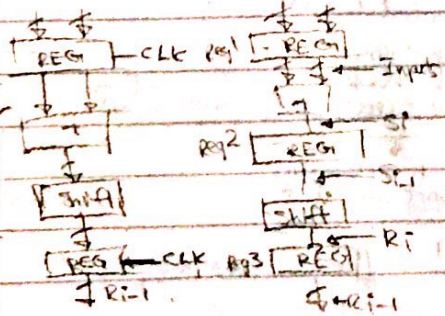 REG CLK Reg1 REG
Inputs
+ +
Si
Reg2 REG
Si-1
Shift Shift
Ri
REG CLK Reg3 REG
Ri-1 Ri-1